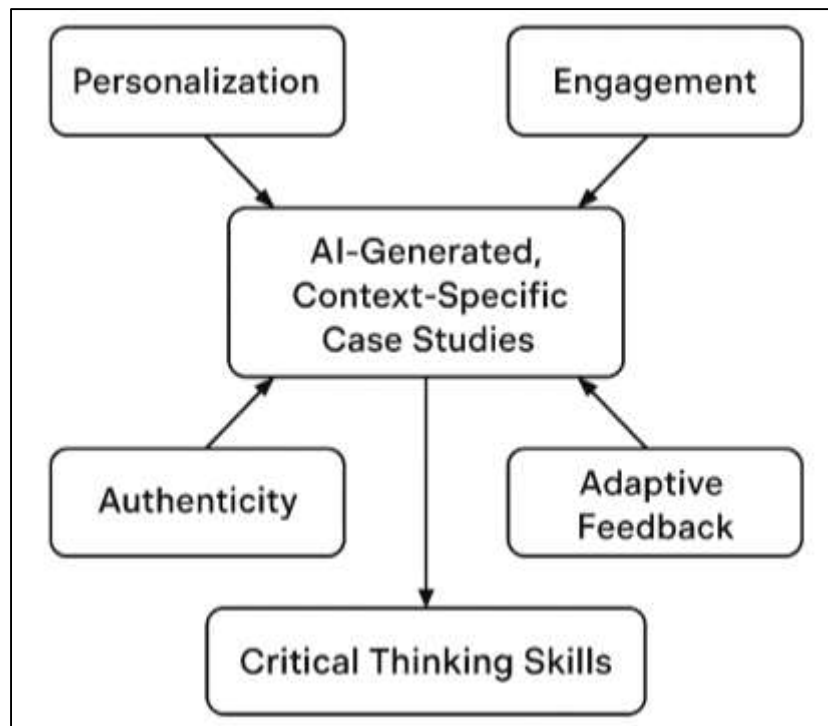 Personalization
Engagement
AI-Generated,
Context-Specific
Case Studies
Authenticity
Adaptive
Feedback
Critical Thinking Skills